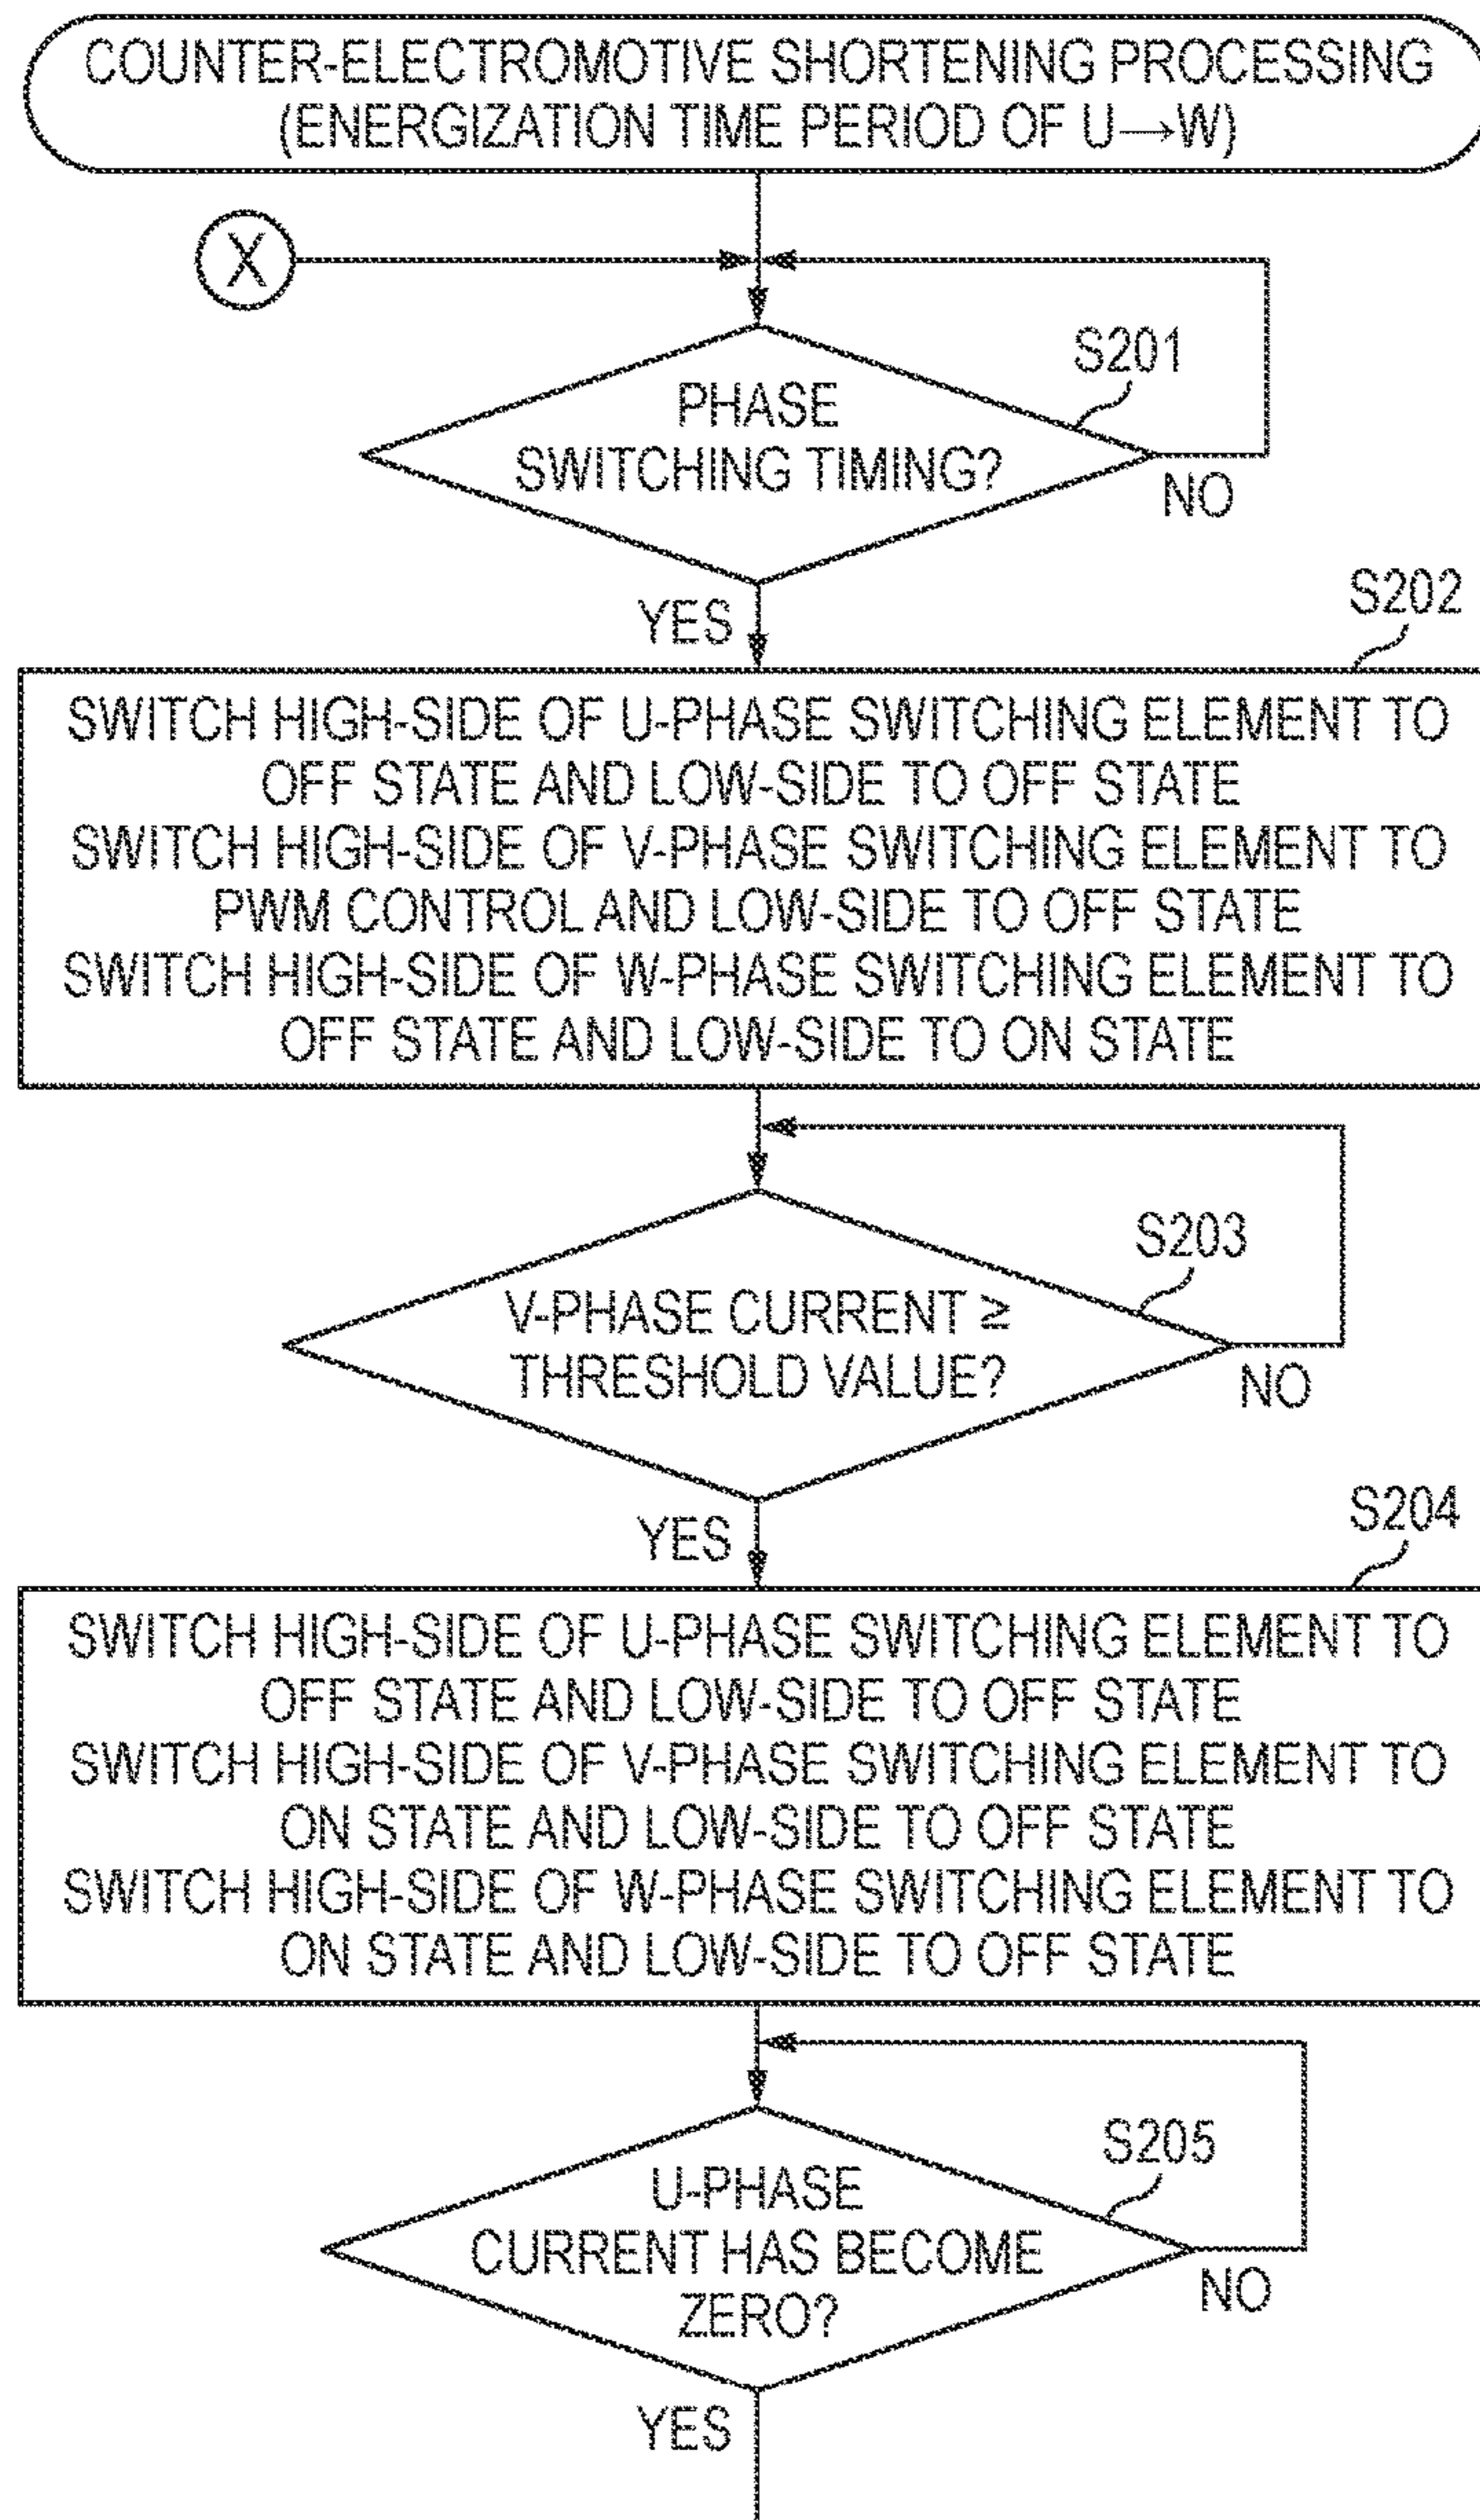 COUNTER-ELECTROMOTIVE SHORTENING PROCESSING
(ENERGIZATION TIME PERIOD OF U→W)
X
S201
PHASE
SWITCHING TIMING?
NO
YES
S202
SWITCH HIGH-SIDE OF U-PHASE SWITCHING ELEMENT TO
OFF STATE AND LOW-SIDE TO OFF STATE
SWITCH HIGH-SIDE OF V-PHASE SWITCHING ELEMENT TO
PWM CONTROL AND LOW-SIDE TO OFF STATE
SWITCH HIGH-SIDE OF W-PHASE SWITCHING ELEMENT TO
OFF STATE AND LOW-SIDE TO ON STATE
S203
V-PHASE CURRENT ≥
THRESHOLD VALUE?
NO
YES
S204
SWITCH HIGH-SIDE OF U-PHASE SWITCHING ELEMENT TO
OFF STATE AND LOW-SIDE TO OFF STATE
SWITCH HIGH-SIDE OF V-PHASE SWITCHING ELEMENT TO
ON STATE AND LOW-SIDE TO OFF STATE
SWITCH HIGH-SIDE OF W-PHASE SWITCHING ELEMENT TO
ON STATE AND LOW-SIDE TO OFF STATE
S205
U-PHASE
CURRENT HAS BECOME
ZERO?
NO
YES